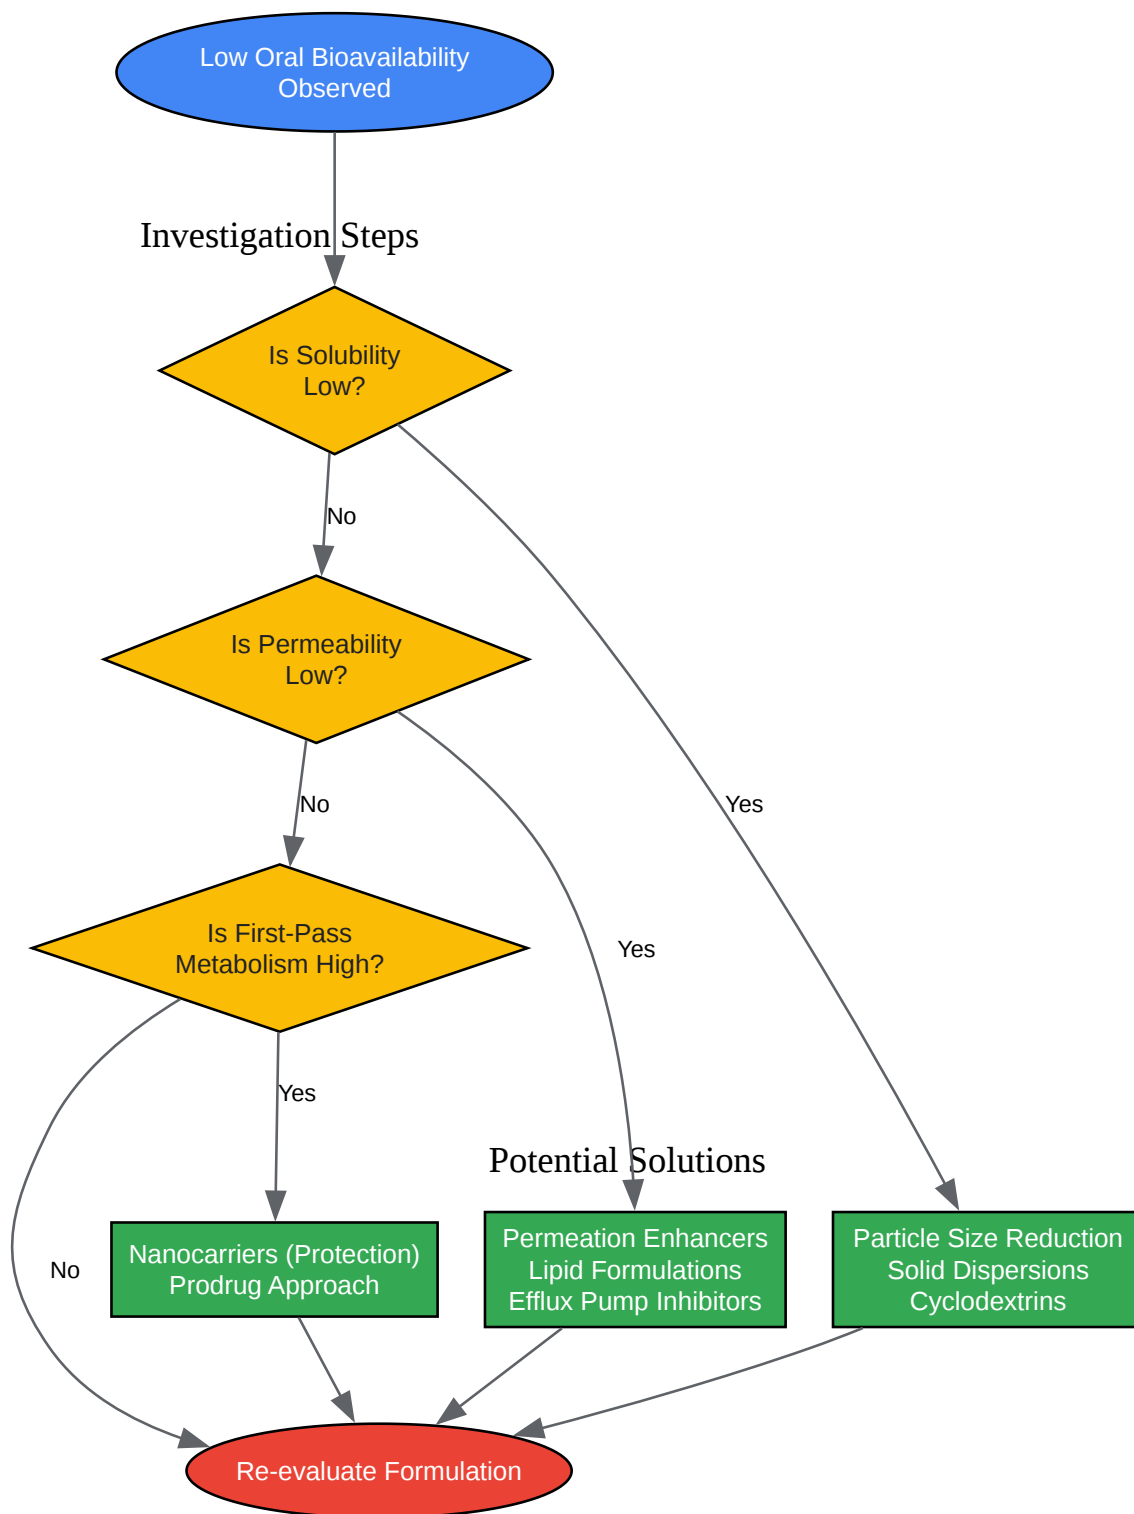 Low Oral Bioavailability
Observed
Investigation Steps
Is Solubility
Low?
No
Is Permeability
Low?
No
Yes
Is First-Pass
Metabolism High?
Yes
Yes
Potential Solutions
No
Nanocarriers (Protection)
Prodrug Approach
Permeation Enhancers
Lipid Formulations
Efflux Pump Inhibitors
Particle Size Reduction
Solid Dispersions
Cyclodextrins
Re-evaluate Formulation